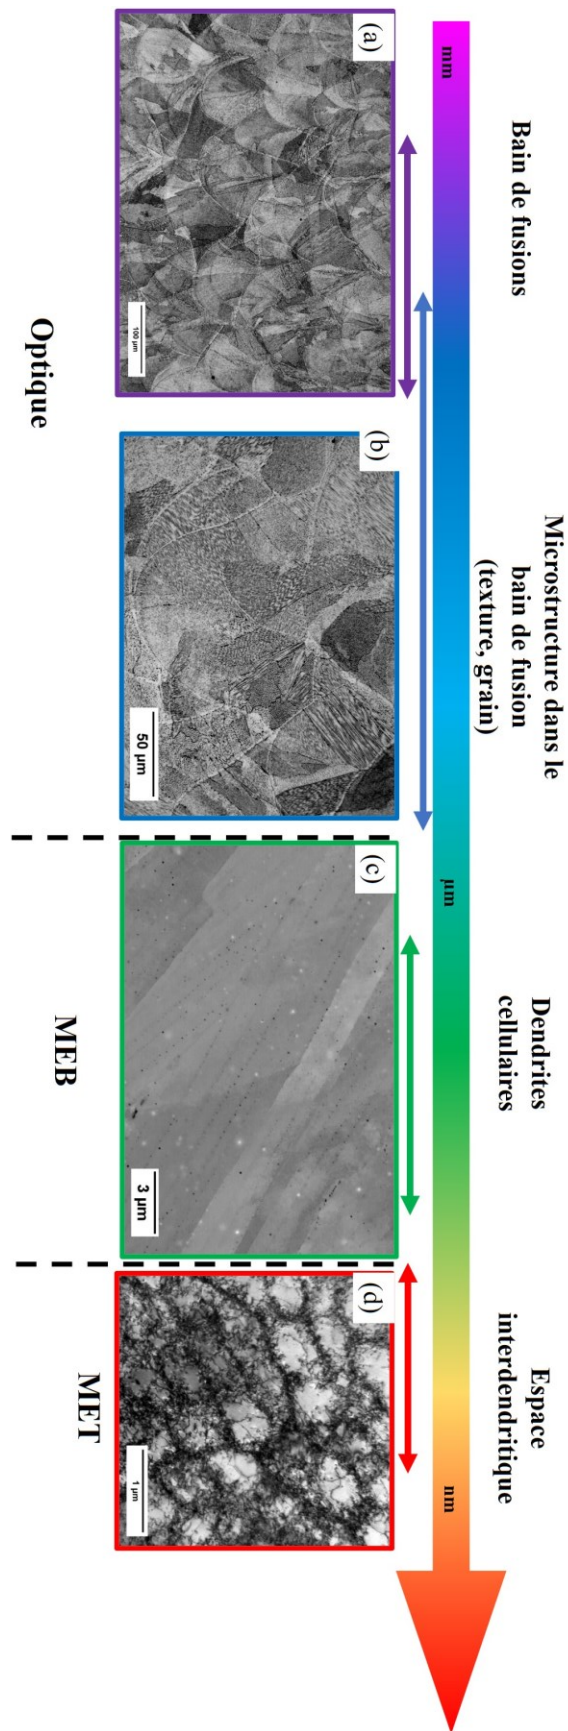 Bain de fusions
Microstructure dans le
bain de fusion
(texture, grain)
Dendrites
cellulaires
Espace
interdendritique
mm
µm
nm
(a)
100 µm
(b)
50 µm
(c)
3 µm
(d)
1 µm
Optique
MEB
MET